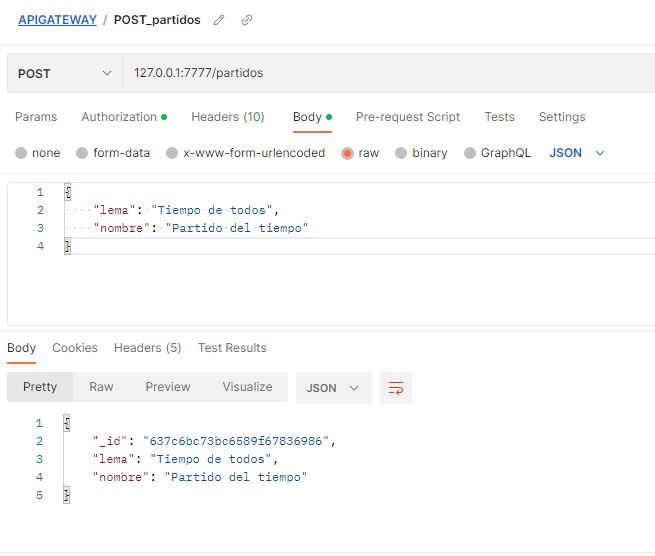 APIGATEWAY / POST_partidos
POST 127.0.0.1:7777/partidos
Params Authorization Headers (10) Body Pre-request Script Tests Settings
none form-data x-www-form-urlencoded raw binary GraphQL JSON
1 {
2 "lema": "Tiempo de todos",
3 "nombre": "Partido del tiempo"
4 }
Body Cookies Headers (5) Test Results
Pretty Raw Preview Visualize JSON
1 {
2 "_id": "637c6bc73bc6589f67836986",
3 "lema": "Tiempo de todos",
4 "nombre": "Partido del tiempo"
5 }